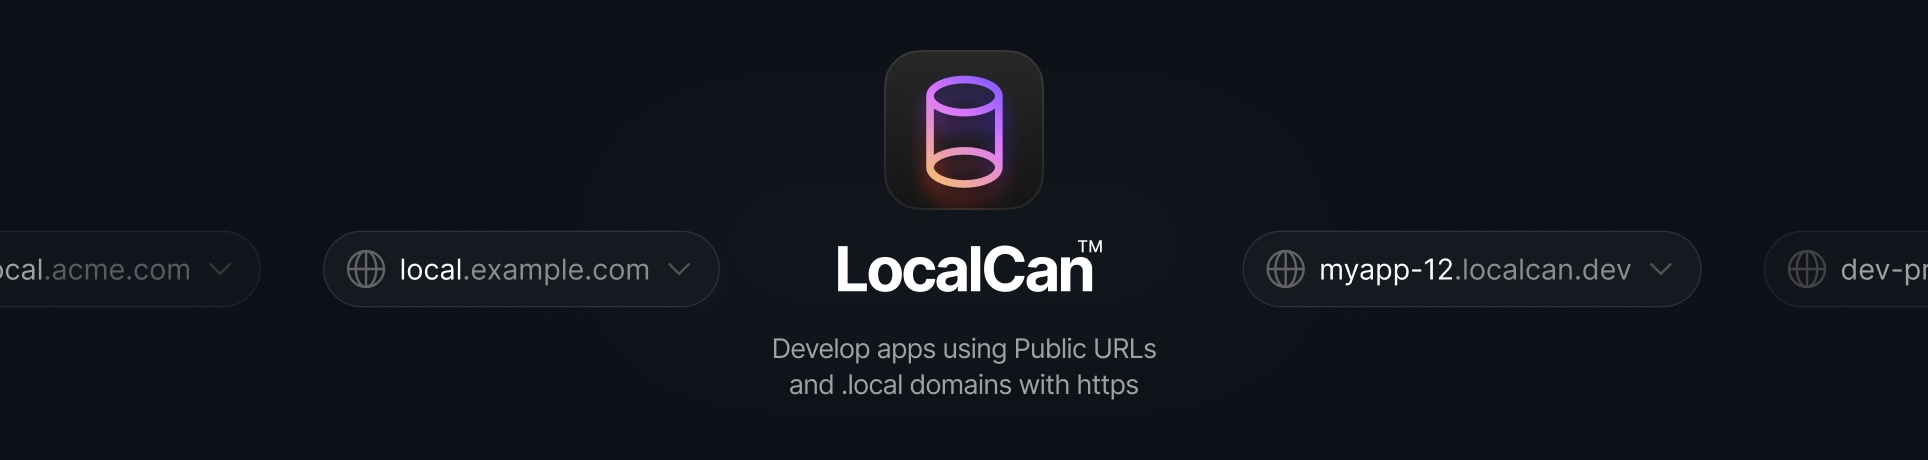 ocal.acme.com
local.example.com
LocalCan™
myapp-12.localcan.dev
dev-pr
Develop apps using Public URLs
and .local domains with https